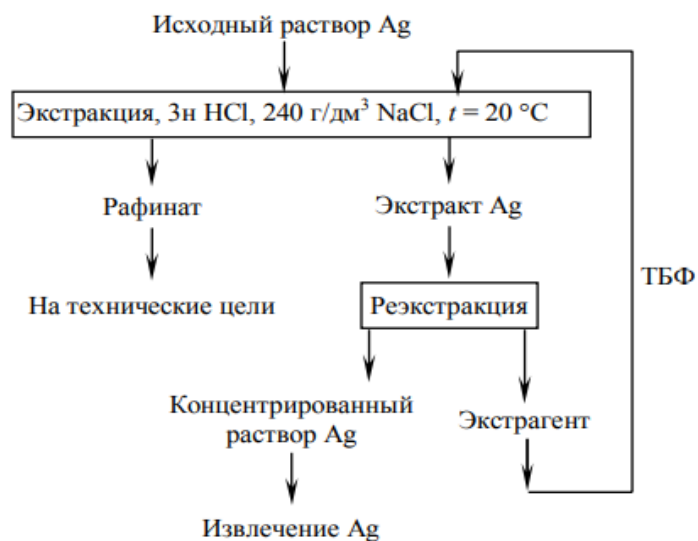 Исходный раствор Ag
Экстракция, 3н HCl, 240 г/дм³ NaCl, t = 20 °C
Рафинат
Экстракт Ag
ТБФ
На технические цели
Реэкстракция
Концентрированный
раствор Ag
Экстрагент
Извлечение Ag